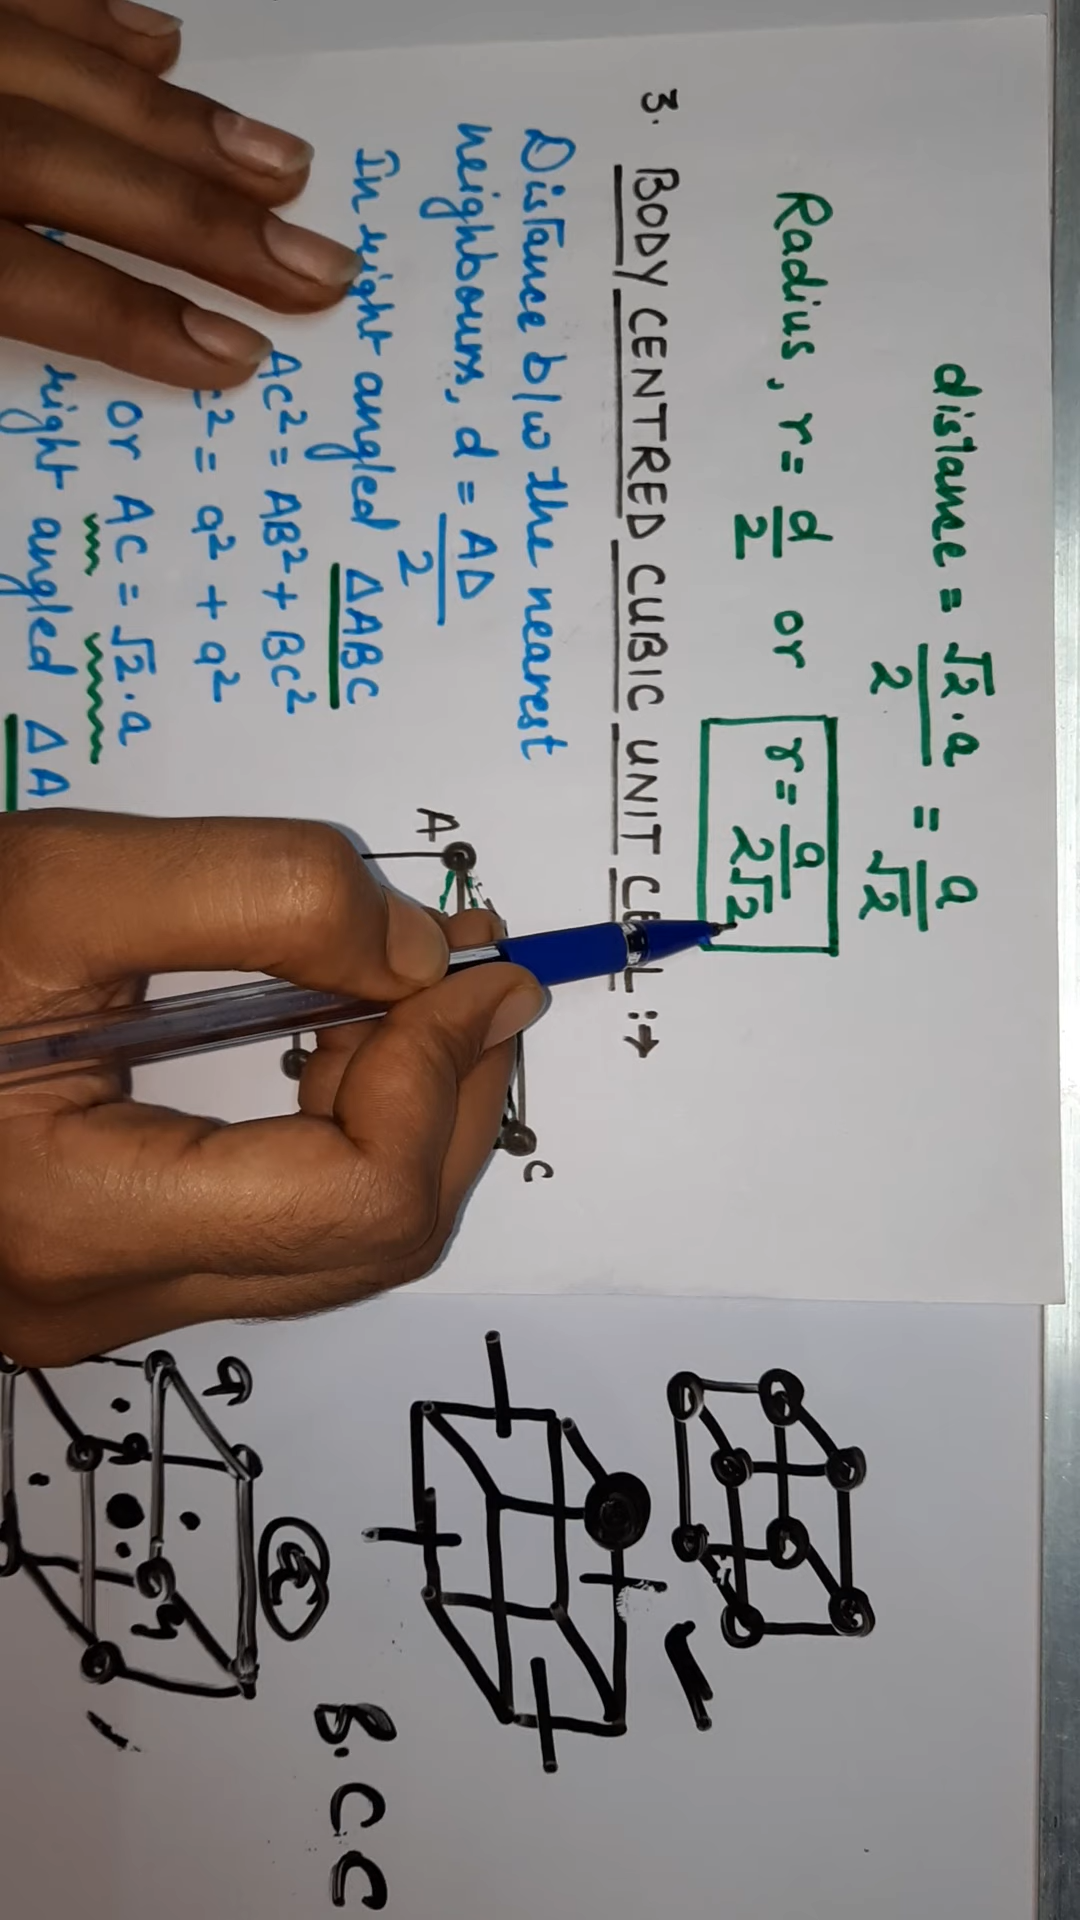 distance = √2·a/2 = a/√2
Radius, r = d/2 or r = a/2√2
3. BODY CENTRED CUBIC UNIT CELL :→
Distance b/w the nearest
neighbours, d = AD/2
In right angled ΔABC
AC² = AB² + BC²
= a² + a²
or AC = √2·a
right angled ΔA
A
C
B.CC